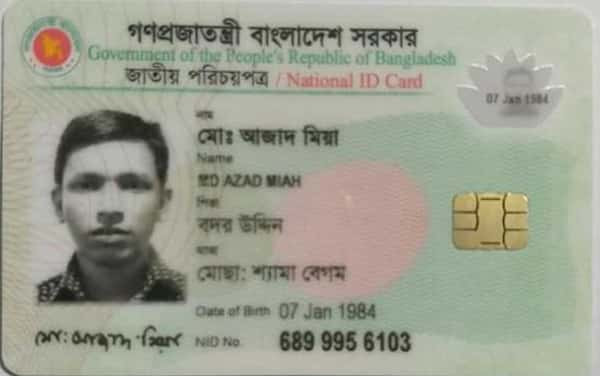 গণপ্রজাতন্ত্রী বাংলাদেশ সরকার
Government of the People's Republic of Bangladesh
জাতীয় পরিচয়পত্র / National ID Card
07 Jan 1984
নাম
মোঃ আজাদ মিয়া
Name
MD AZAD MIAH
পিতা
বদর উদ্দিন
মাতা
মোছা: শ্যামা বেগম
Date of Birth 07 Jan 1984
মো: আজাদ মিয়া
NID No. 689 995 6103